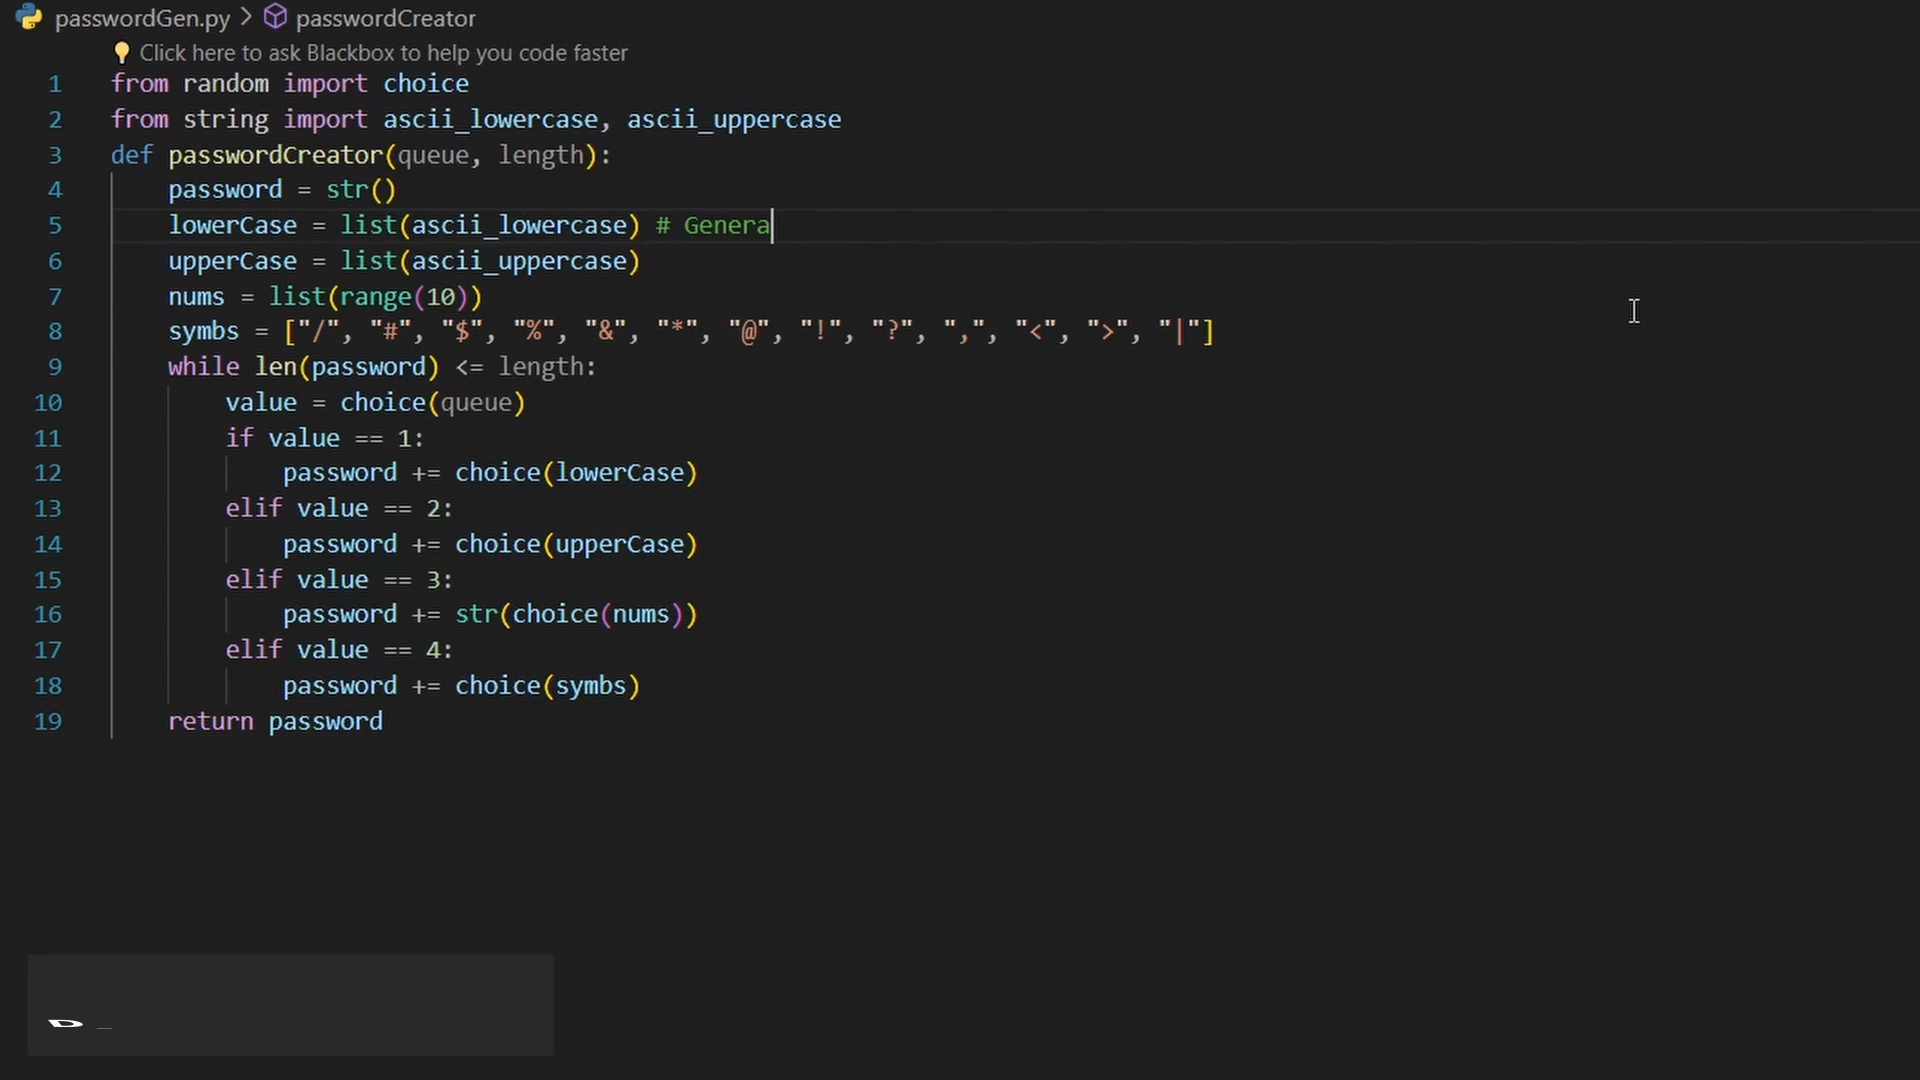 passwordGen.py > passwordCreator
Click here to ask Blackbox to help you code faster
1 from random import choice
2 from string import ascii_lowercase, ascii_uppercase
3 def passwordCreator(queue, length):
4     password = str()
5     lowerCase = list(ascii_lowercase) # Genera
6     upperCase = list(ascii_uppercase)
7     nums = list(range(10))
8     symbs = ["/", "#", "$", "%", "&", "*", "@", "!", "?", ",", "<", ">", "|"]
9     while len(password) <= length:
10         value = choice(queue)
11         if value == 1:
12             password += choice(lowerCase)
13         elif value == 2:
14             password += choice(upperCase)
15         elif value == 3:
16             password += str(choice(nums))
17         elif value == 4:
18             password += choice(symbs)
19     return password